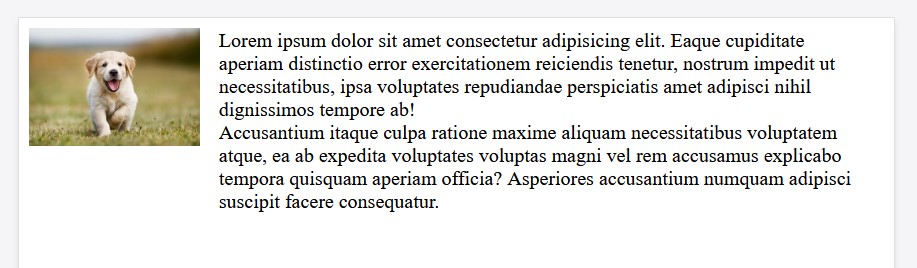 Lorem ipsum dolor sit amet consectetur adipisicing elit. Eaque cupiditate
aperiam distinctio error exercitationem reiciendis tenetur, nostrum impedit ut
necessitatibus, ipsa voluptates repudiandae perspiciatis amet adipisci nihil
dignissimos tempore ab!
Accusantium itaque culpa ratione maxime aliquam necessitatibus voluptatem
atque, ea ab expedita voluptates voluptas magni vel rem accusamus explicabo
tempora quisquam aperiam officia? Asperiores accusantium numquam adipisci
suscipit facere consequatur.